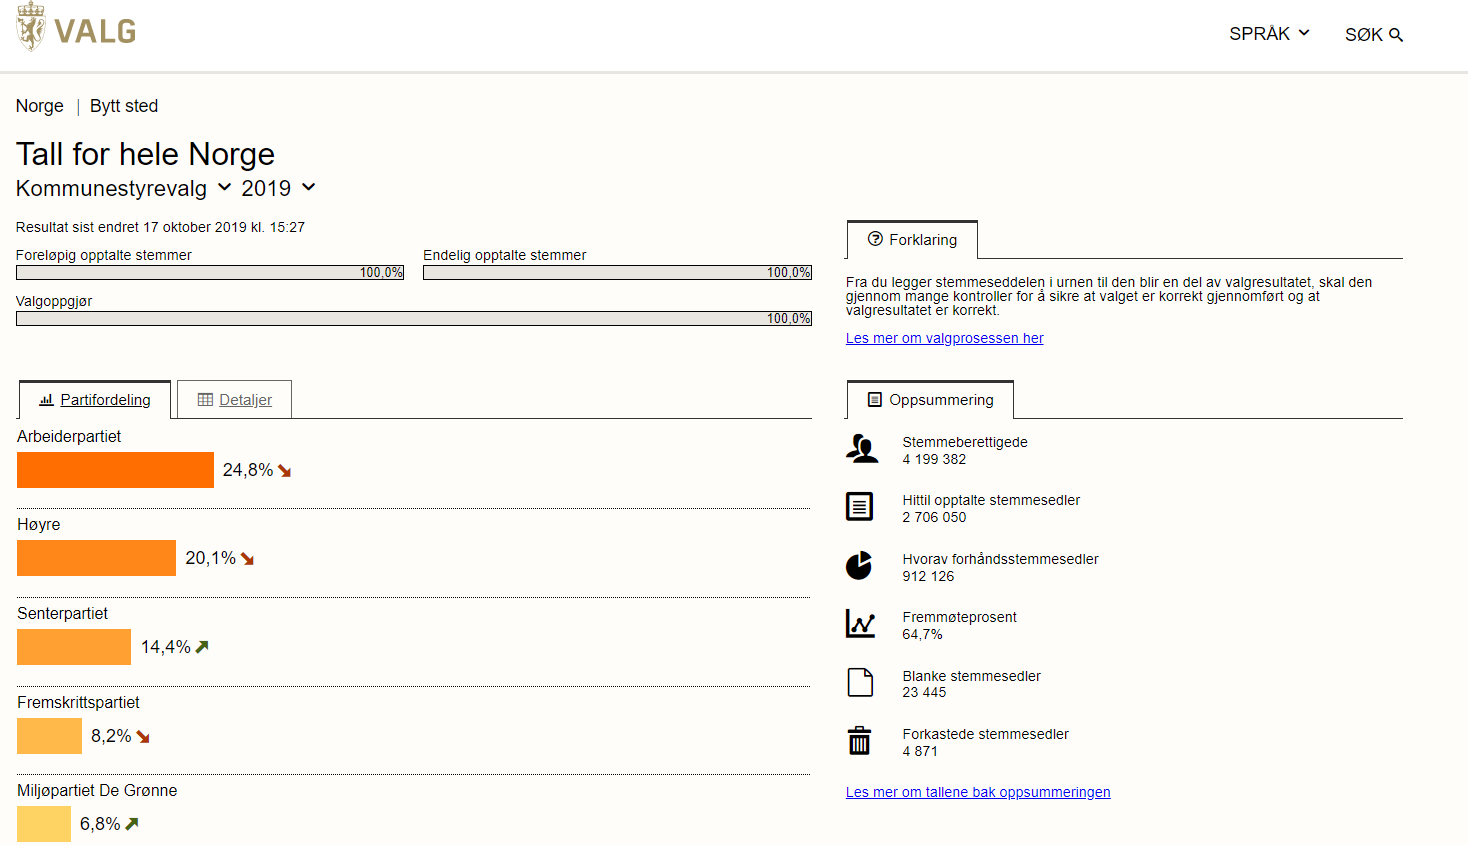 VALG
SPRÅK
SØK
Norge | Bytt sted
Tall for hele Norge
Kommunestyrevalg 2019
Resultat sist endret 17 oktober 2019 kl. 15:27
Foreløpig opptalte stemmer
100,0%
Endelig opptalte stemmer
100,0%
Valgoppgjør
100,0%
Forklaring
Fra du legger stemmeseddelen i urnen til den blir en del av valgresultatet, skal den
gjennom mange kontroller for å sikre at valget er korrekt gjennomført og at
valgresultatet er korrekt.
Les mer om valgprosessen her
Partifordeling
Detaljer
Arbeiderpartiet
24,8%
Høyre
20,1%
Senterpartiet
14,4%
Fremskrittspartiet
8,2%
Miljøpartiet De Grønne
6,8%
Oppsummering
Stemmeberettigede
4 199 382
Hittil opptalte stemmesedler
2 706 050
Hvorav forhåndsstemmesedler
912 126
Fremmøteprosent
64,7%
Blanke stemmesedler
23 445
Forkastede stemmesedler
4 871
Les mer om tallene bak oppsummeringen